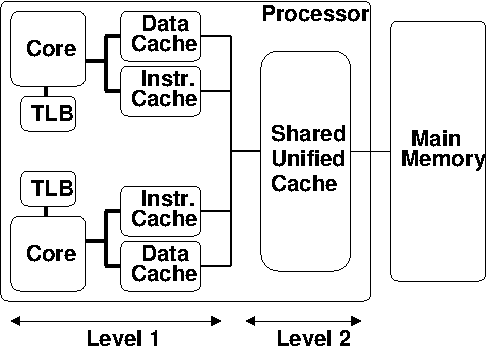 Processor
Core
Data
Cache
Instr.
Cache
TLB
Shared
Unified
Cache
Main
Memory
TLB
Instr.
Cache
Core
Data
Cache
Level 1
Level 2